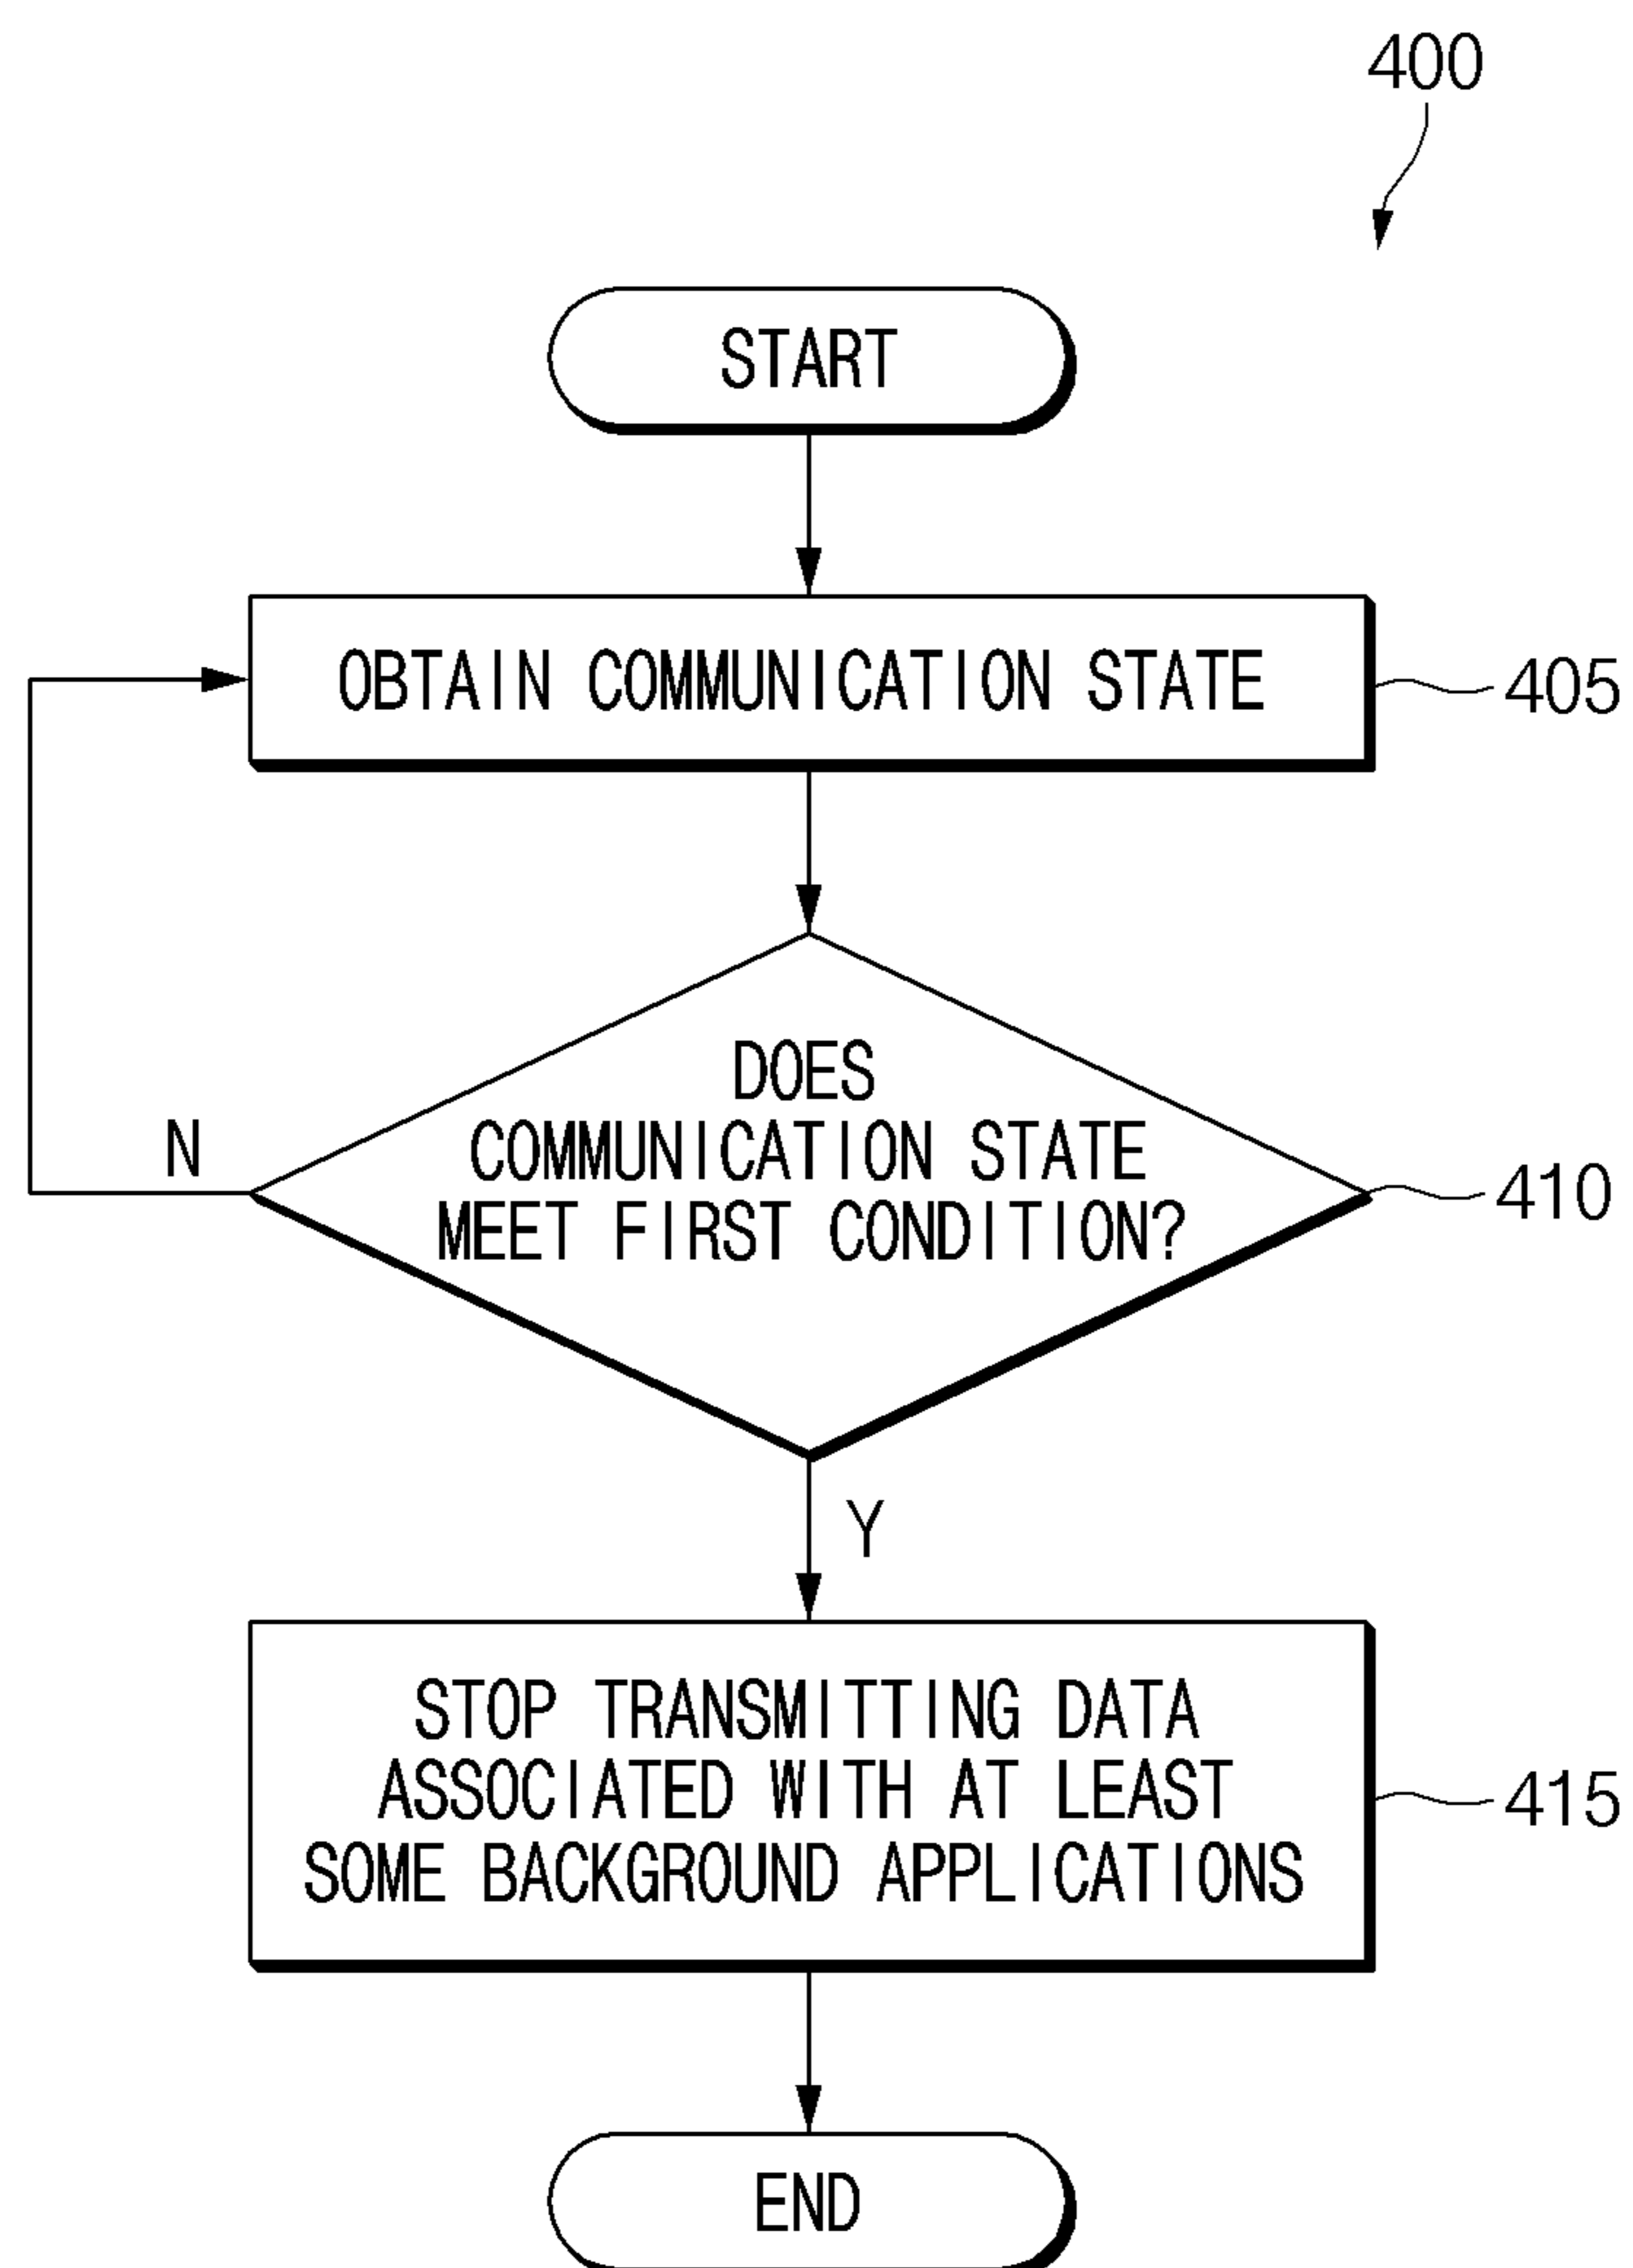 400
START
OBTAIN COMMUNICATION STATE
405
DOES
COMMUNICATION STATE
MEET FIRST CONDITION?
N
410
Y
STOP TRANSMITTING DATA
ASSOCIATED WITH AT LEAST
SOME BACKGROUND APPLICATIONS
415
END